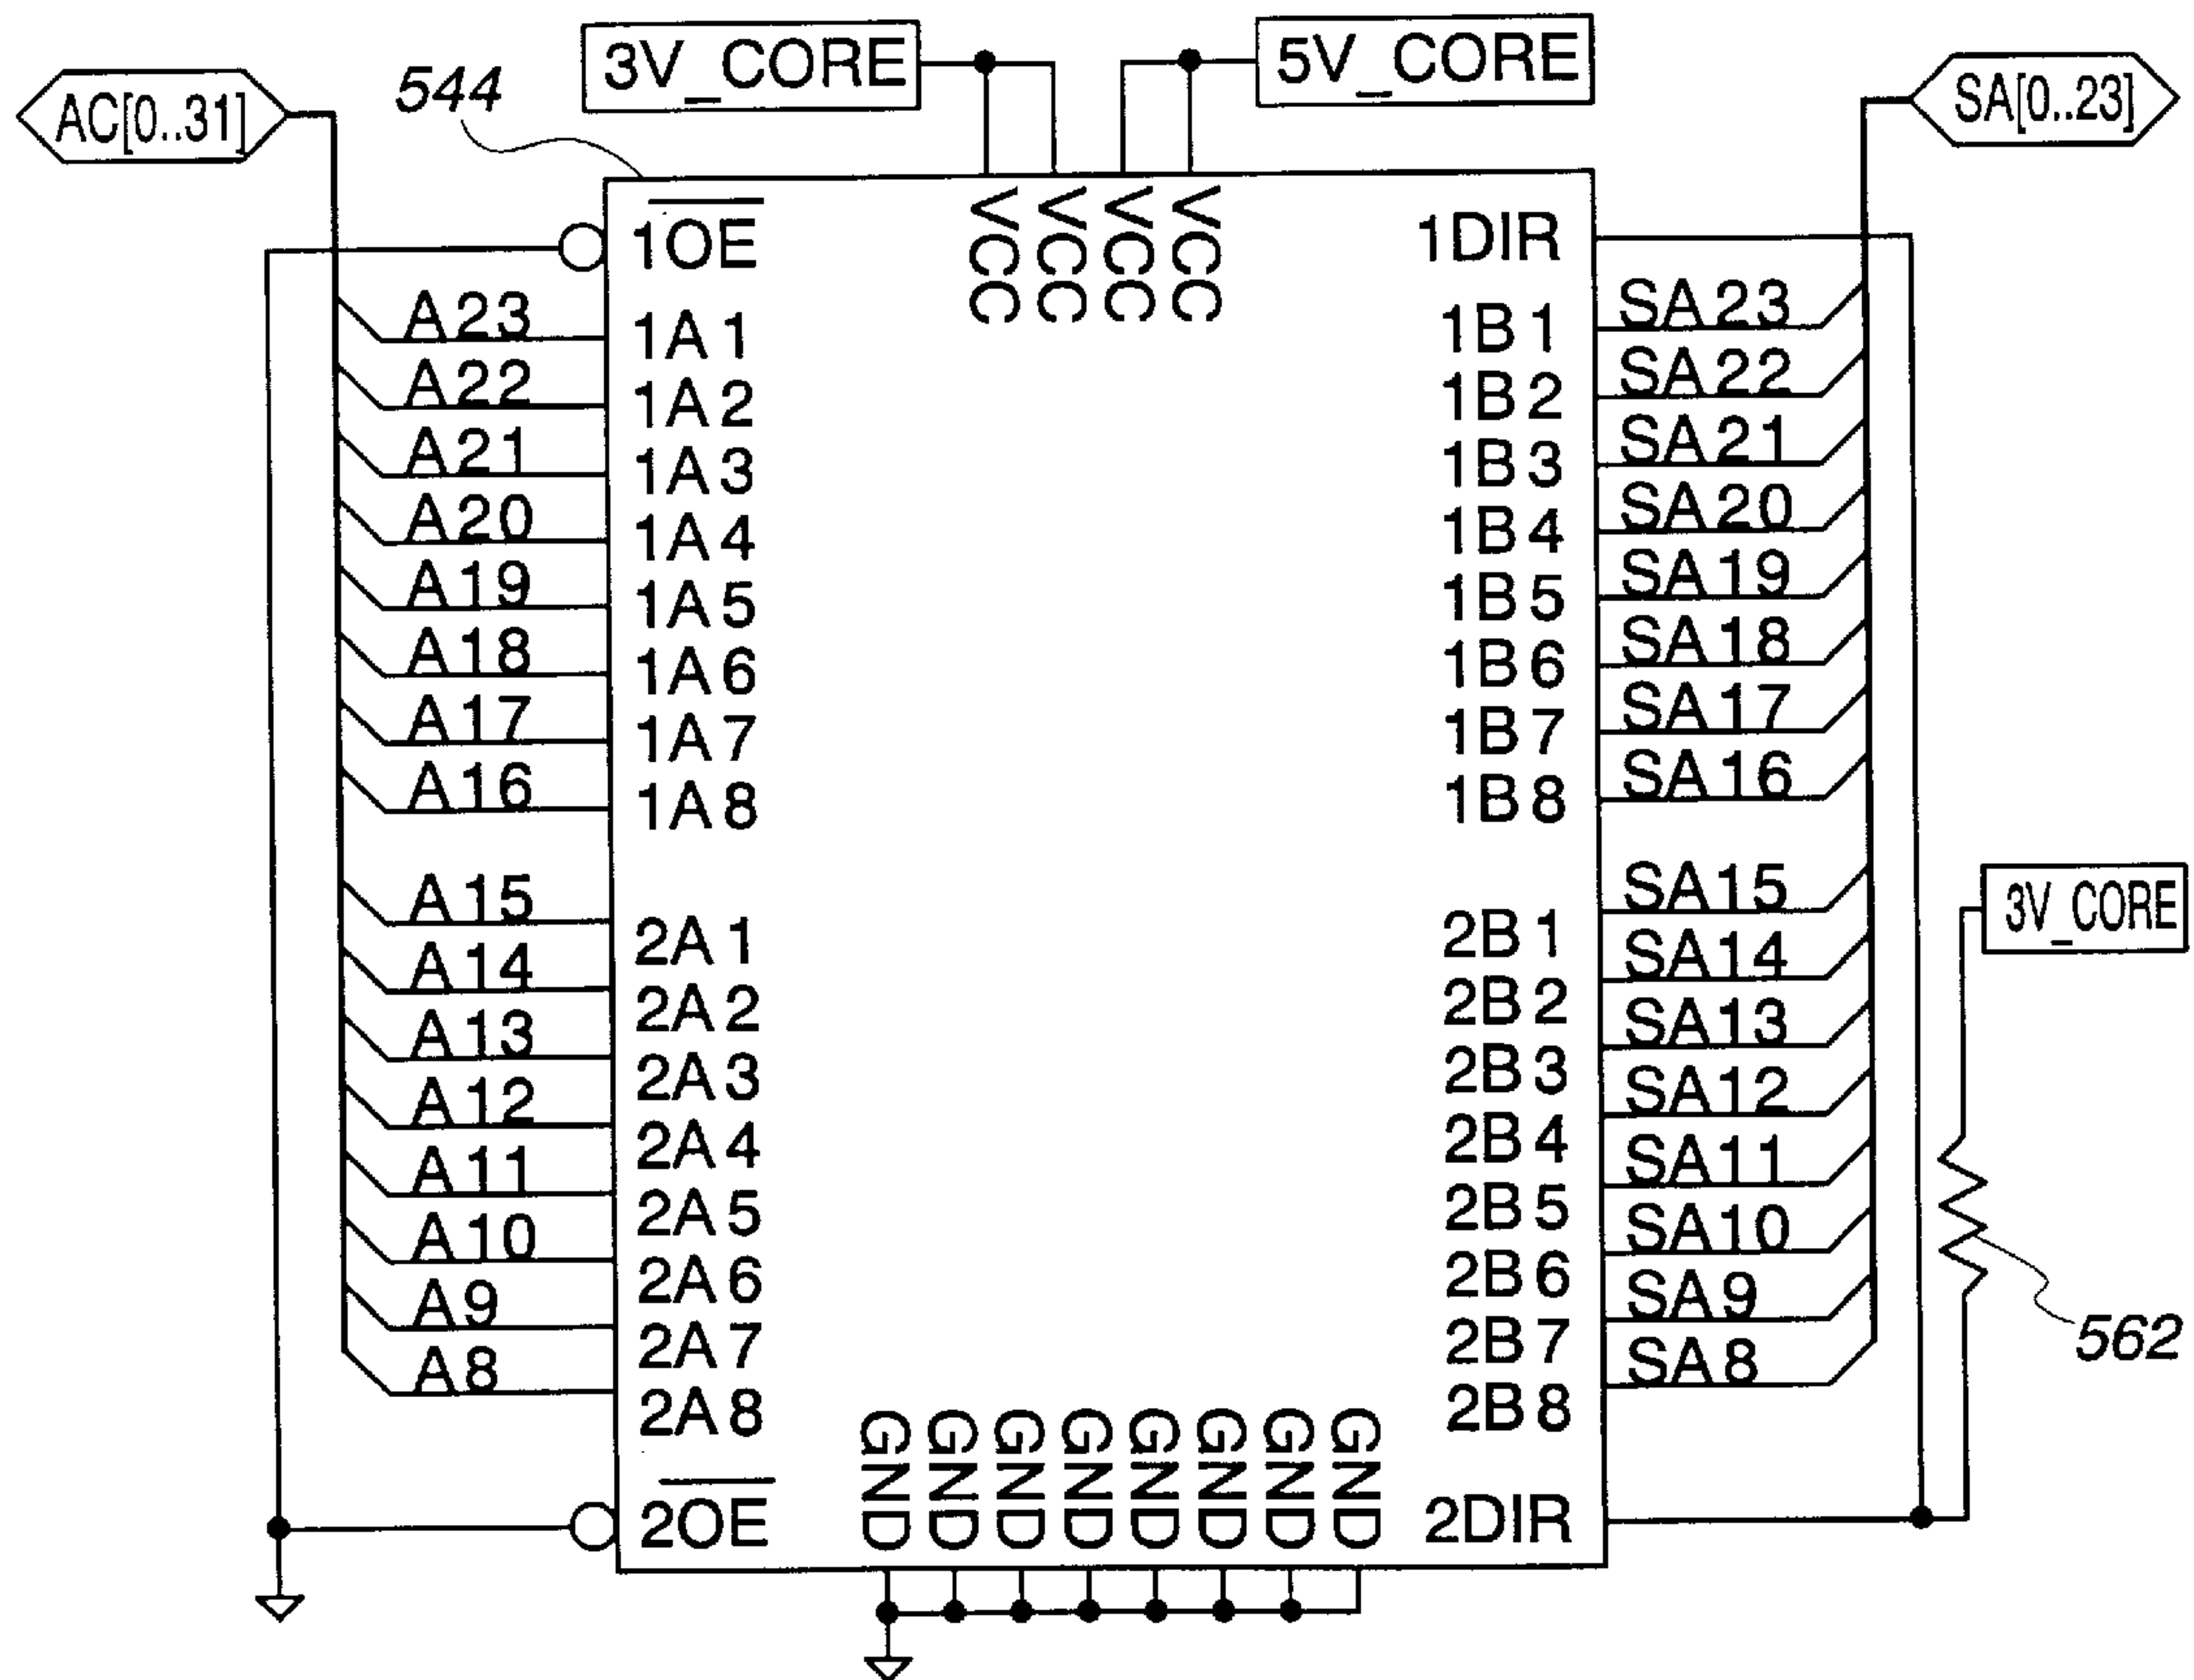 3V_CORE
5V_CORE
AC[0..31]
544
SA[0..23]
1OE
VCC
VCC
VCC
VCC
1DIR
A23
1A1
1B1
SA23
A22
1A2
1B2
SA22
A21
1A3
1B3
SA21
A20
1A4
1B4
SA20
A19
1A5
1B5
SA19
A18
1A6
1B6
SA18
A17
1A7
1B7
SA17
A16
1A8
1B8
SA16
A15
2A1
2B1
SA15
3V_CORE
A14
2A2
2B2
SA14
A13
2A3
2B3
SA13
A12
2A4
2B4
SA12
A11
2A5
2B5
SA11
A10
2A6
2B6
SA10
A9
2A7
2B7
SA9
562
A8
2A8
2B8
SA8
GND
GND
GND
GND
GND
GND
GND
GND
2OE
2DIR